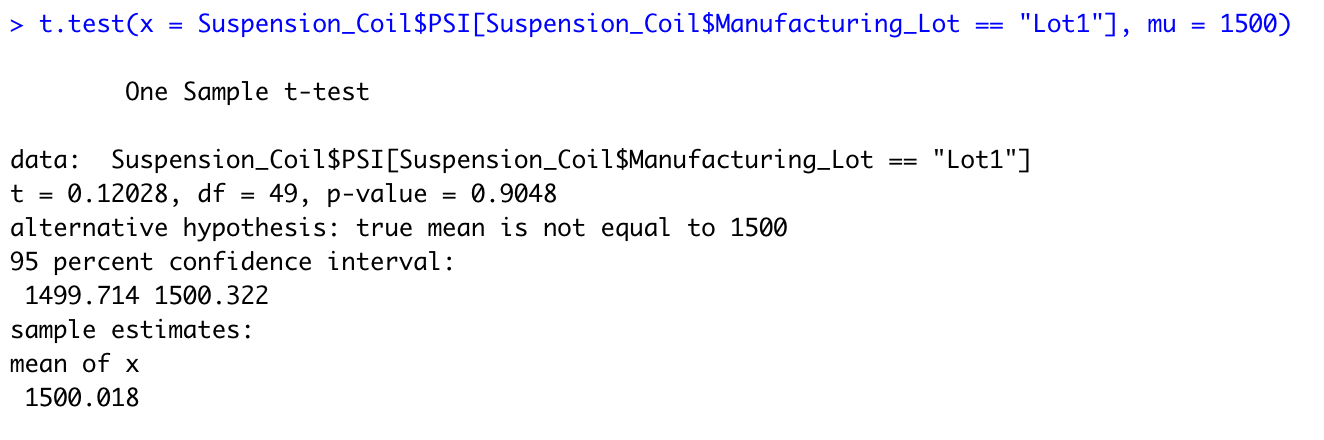 > t.test(x = Suspension_Coil$PSI[Suspension_Coil$Manufacturing_Lot == "Lot1"], mu = 1500)
One Sample t-test
data:  Suspension_Coil$PSI[Suspension_Coil$Manufacturing_Lot == "Lot1"]
t = 0.12028, df = 49, p-value = 0.9048
alternative hypothesis: true mean is not equal to 1500
95 percent confidence interval:
1499.714 1500.322
sample estimates:
mean of x
1500.018